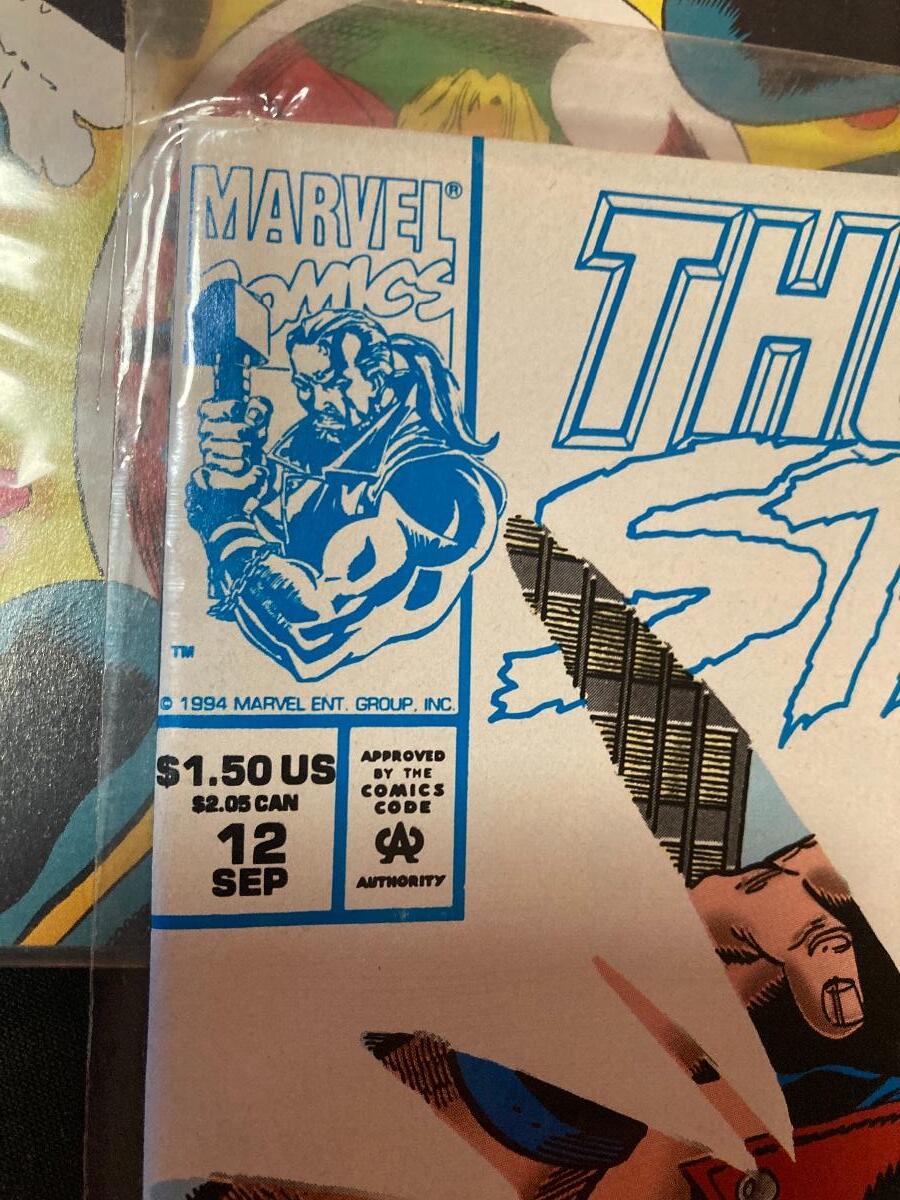 MARVEL®
COMICS
TM
© 1994 MARVEL ENT. GROUP, INC.
$1.50 US
$2.05 CAN
12
SEP
APPROVED
BY THE
COMICS
CODE
CA
AUTHORITY
TH
ST